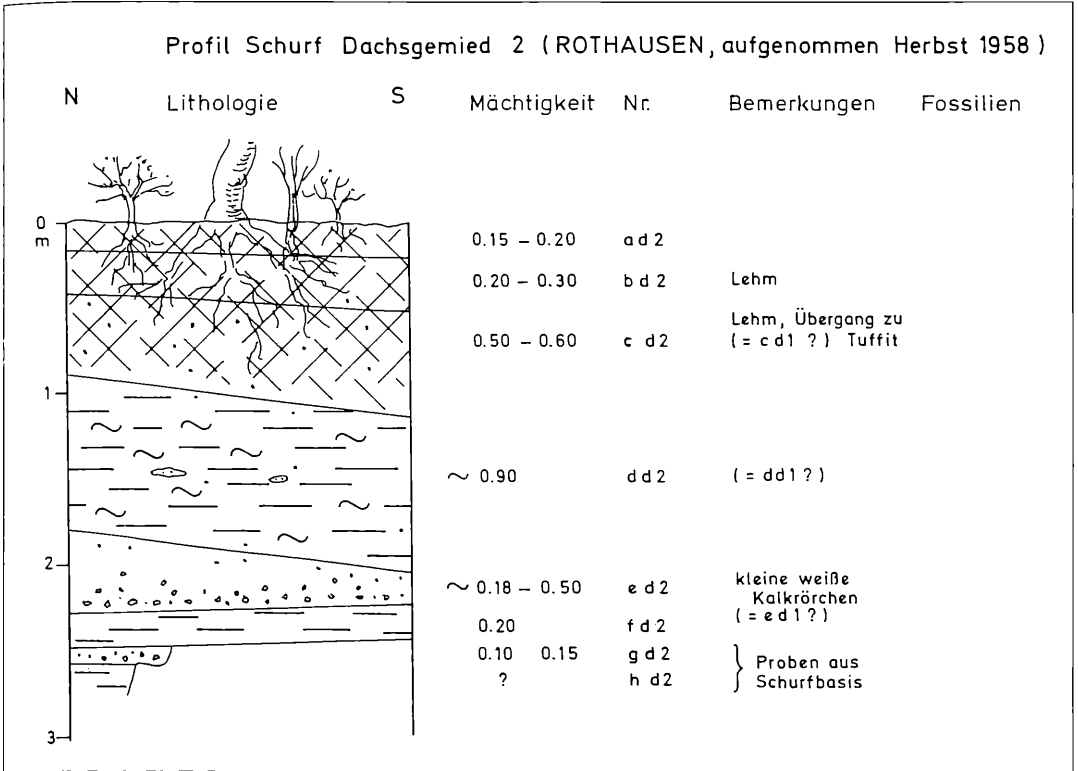 Profil Schurf Dachsgemied 2 (ROTHAUSEN, aufgenommen Herbst 1958)
N Lithologie S Mächtigkeit Nr. Bemerkungen Fossilien
0
m
0.15 – 0.20 a d 2
0.20 – 0.30 b d 2 Lehm
Lehm, Übergang zu
0.50 – 0.60 c d2 (= c d1 ?) Tuffit
1
~ 0.90 d d 2 (= dd1 ?)
2
kleine weiße
~ 0.18 – 0.50 e d 2 Kalkrörchen
(= e d 1 ?)
0.20 f d 2
0.10 0.15 g d 2
} Proben aus
? h d 2 Schurfbasis
3